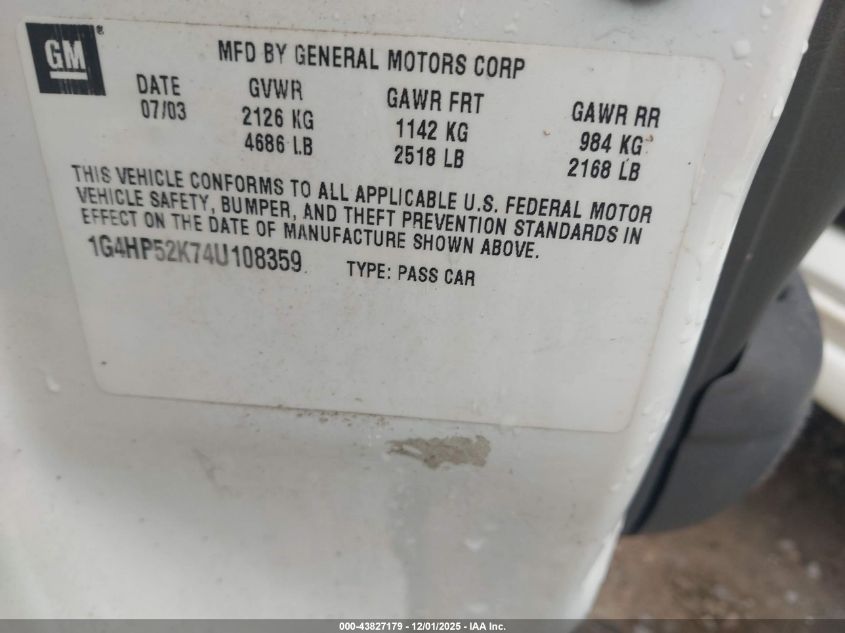 GM ®
MFD BY GENERAL MOTORS CORP
DATE GVWR GAWR FRT GAWR RR
07/03 2126 KG 1142 KG 984 KG
4686 LB 2518 LB 2168 LB
THIS VEHICLE CONFORMS TO ALL APPLICABLE U.S. FEDERAL MOTOR
VEHICLE SAFETY, BUMPER, AND THEFT PREVENTION STANDARDS IN
EFFECT ON THE DATE OF MANUFACTURE SHOWN ABOVE.
1G4HP52K74U108359 TYPE: PASS CAR
000-43827179 - 12/01/2025 - IAA Inc.